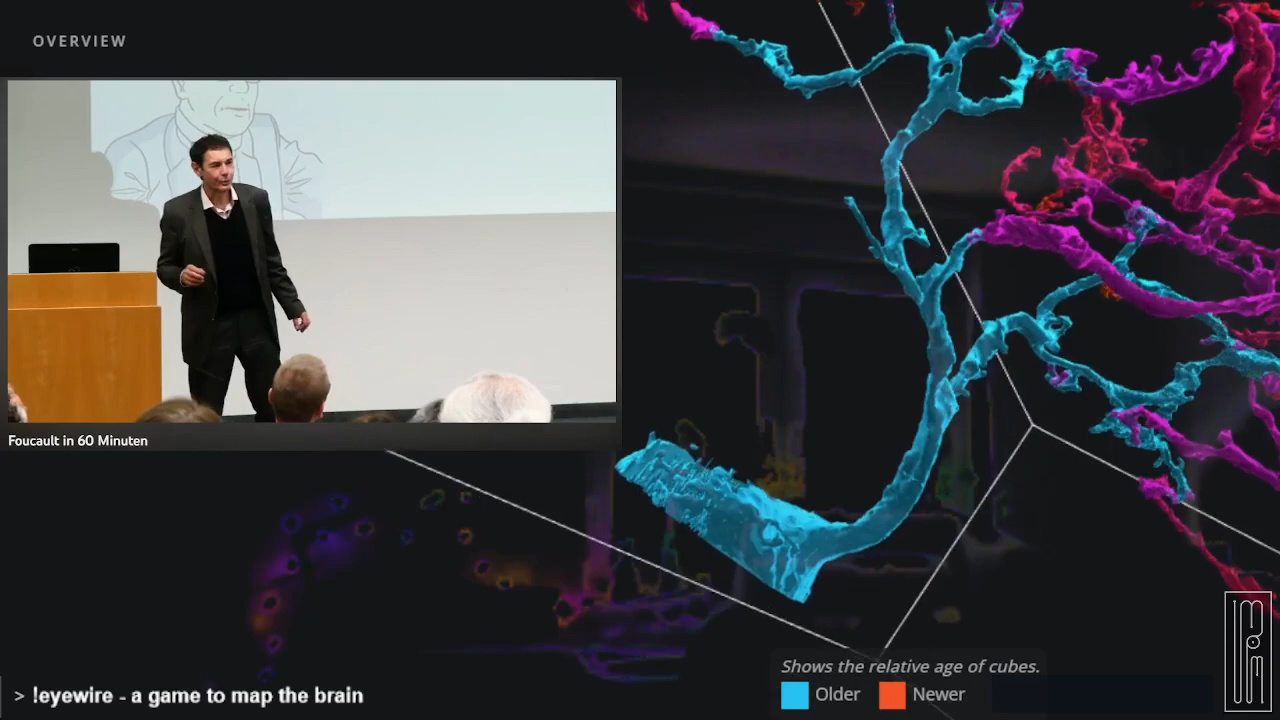 OVERVIEW
Foucault in 60 Minuten
Shows the relative age of cubes.
Older
Newer
> !eyewire - a game to map the brain